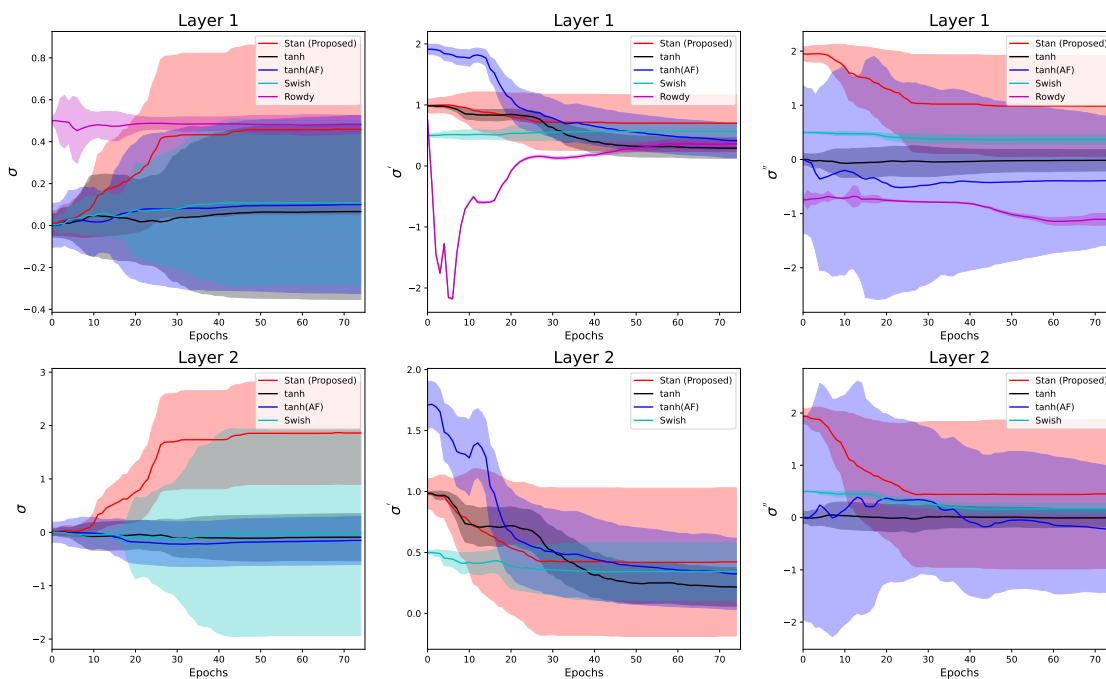 Layer 1
σ
0.8
0.6
0.4
0.2
0.0
−0.2
−0.4
0 10 20 30 40 50 60 70
Epochs
Stan (Proposed)
tanh
tanh(AF)
Swish
Rowdy
Layer 1
σ′
2
1
0
−1
−2
0 10 20 30 40 50 60 70
Epochs
Stan (Proposed)
tanh
tanh(AF)
Swish
Rowdy
Layer 1
σ″
2
1
0
−1
−2
0 10 20 30 40 50 60 70
Epochs
Stan (Proposed)
tanh
tanh(AF)
Swish
Rowdy
Layer 2
σ
3
2
1
0
−1
−2
0 10 20 30 40 50 60 70
Epochs
Stan (Proposed)
tanh
tanh(AF)
Swish
Layer 2
σ′
2.0
1.5
1.0
0.5
0.0
0 10 20 30 40 50 60 70
Epochs
Stan (Proposed)
tanh
tanh(AF)
Swish
Layer 2
σ″
2
1
0
−1
−2
0 10 20 30 40 50 60 70
Epochs
Stan (Proposed)
tanh
tanh(AF)
Swish